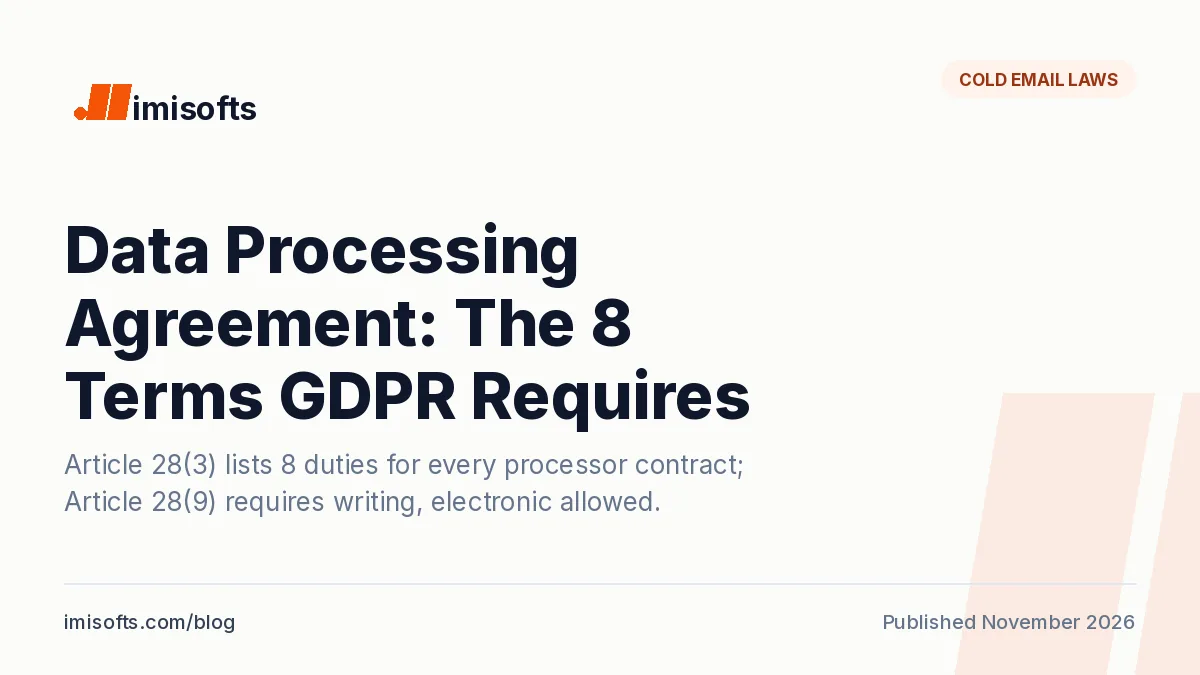 imisofts
COLD EMAIL LAWS
Data Processing
Agreement: The 8
Terms GDPR Requires
Article 28(3) lists 8 duties for every processor contract;
Article 28(9) requires writing, electronic allowed.
imisofts.com/blog
Published November 2026